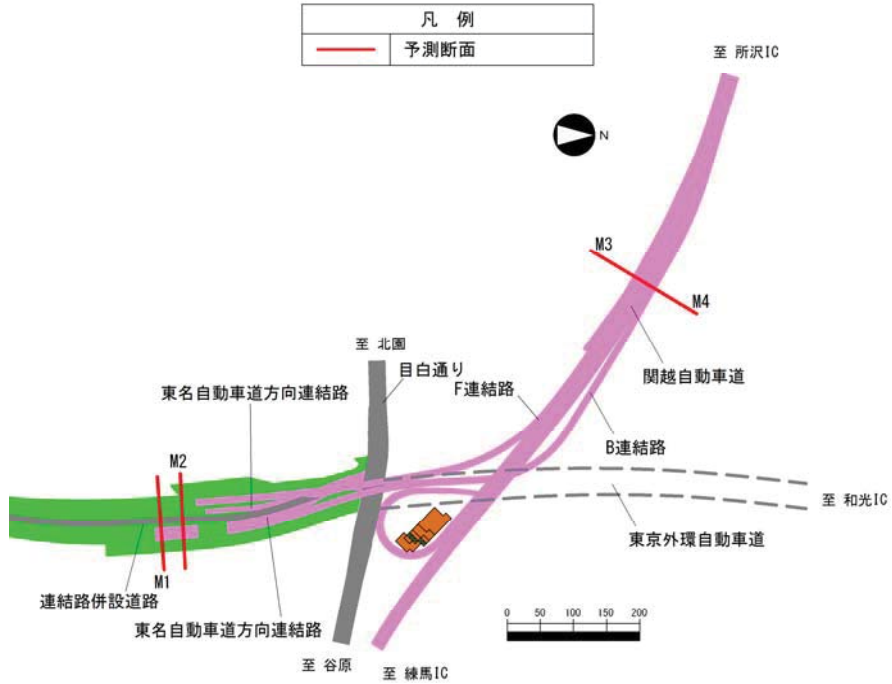 凡 例
予測断面
至 所沢IC
N
M3
M4
至 北園
目白通り
関越自動車道
F連結路
東名自動車道方向連結路
B連結路
M2
至 和光IC
東京外環自動車道
M1
連結路併設道路
0 50 100 150 200
東名自動車道方向連結路
至 谷原
至 練馬IC